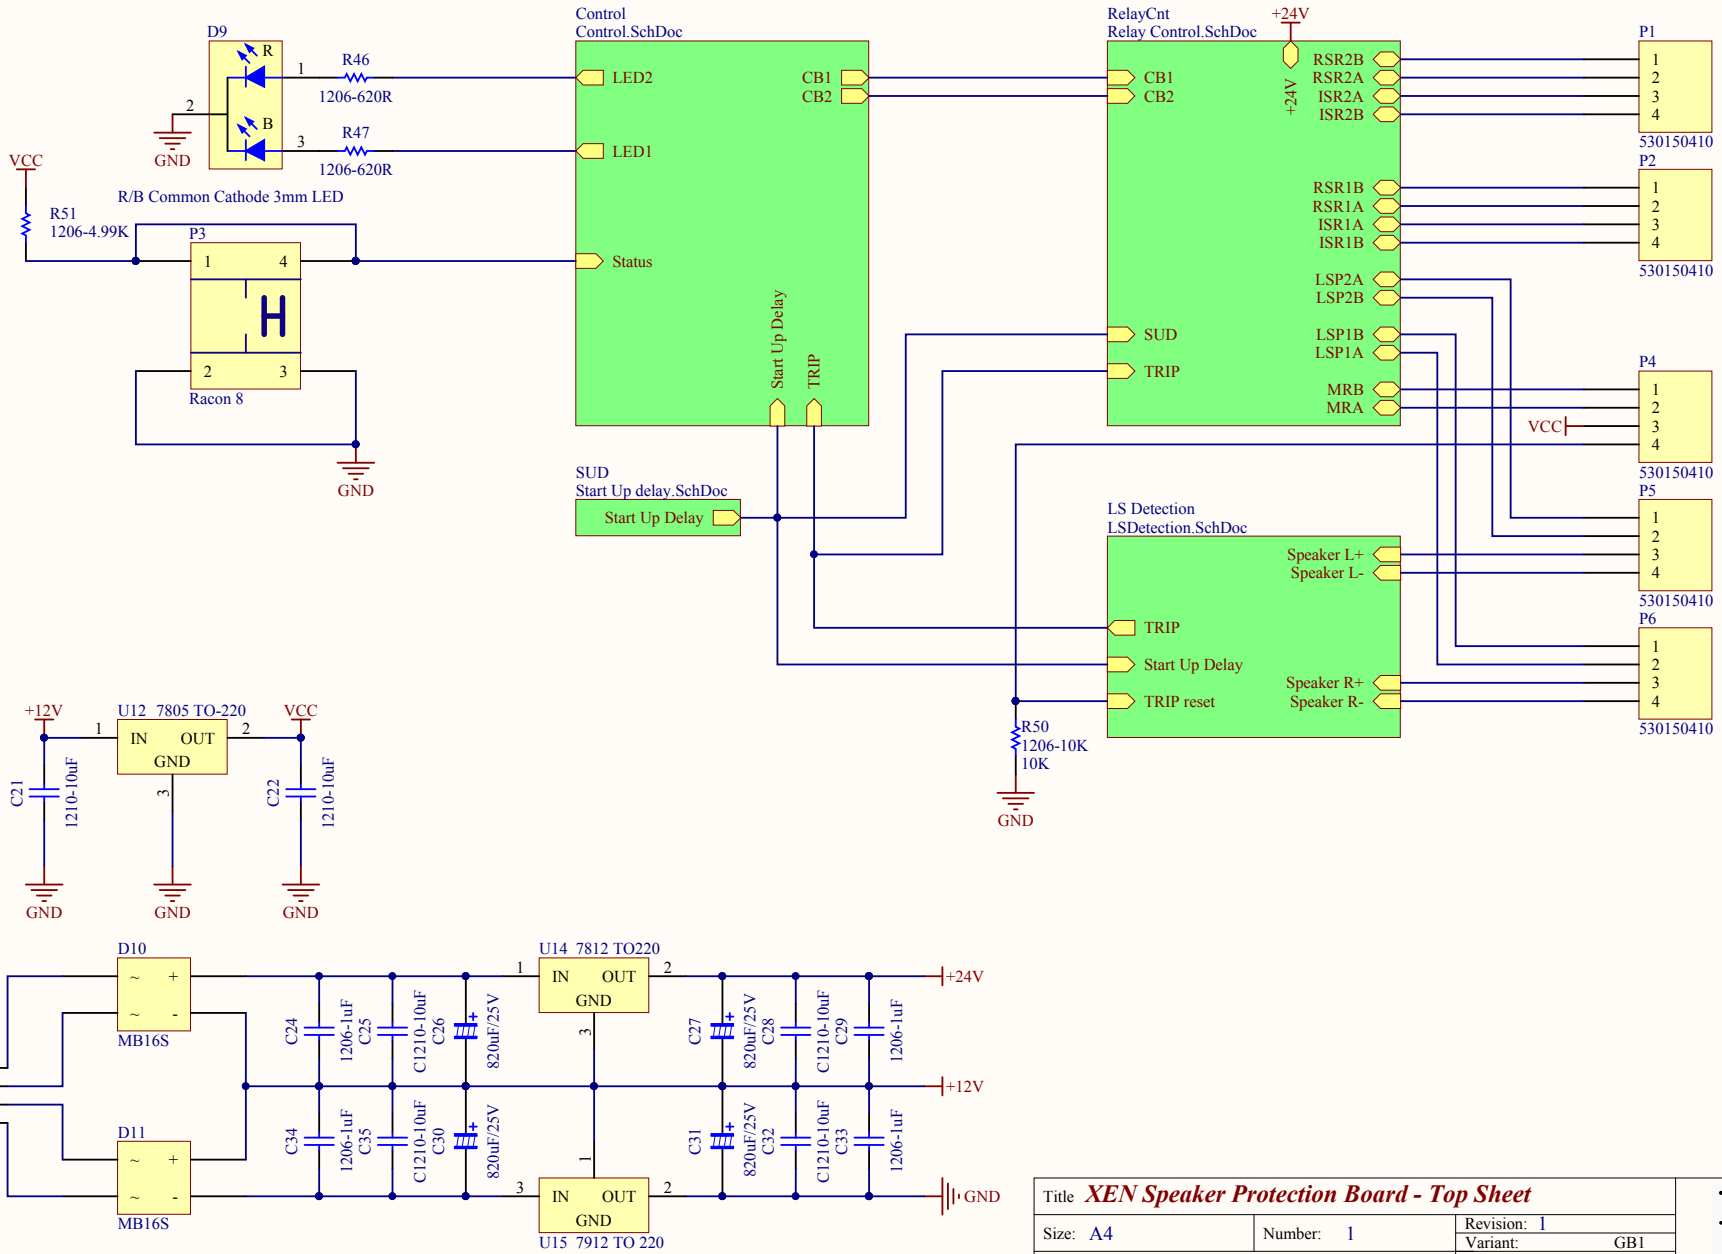 Control
Control.SchDoc
LED2
LED1
Status
CB1
CB2
Start Up Delay
TRIP
RelayCnt
Relay Control.SchDoc
+24V
+24V
CB1
CB2
SUD
TRIP
RSR2B
RSR2A
ISR2A
ISR2B
RSR1B
RSR1A
ISR1A
ISR1B
LSP2A
LSP2B
LSP1B
LSP1A
MRB
MRA
P1
1
2
3
4
530150410
P2
1
2
3
4
530150410
P4
1
2
3
4
VCC
530150410
P5
1
2
3
4
530150410
P6
1
2
3
4
530150410
D9
R
B
1
2
3
GND
R46
1206-620R
R47
1206-620R
R/B Common Cathode 3mm LED
VCC
R51
1206-4.99K
P3
1
4
H
2
3
Racon 8
GND
SUD
Start Up delay.SchDoc
Start Up Delay
LS Detection
LSDetection.SchDoc
Speaker L+
Speaker L-
TRIP
Start Up Delay
TRIP reset
Speaker R+
Speaker R-
R50
1206-10K
10K
GND
+12V
U12 7805 TO-220
VCC
1
IN
OUT
2
GND
3
C21
1210-10uF
C22
1210-10uF
GND
GND
GND
D10
~ +
~ -
MB16S
D11
~ +
~ -
MB16S
C24
1206-1uF
C25
C1210-10uF
C26
820uF/25V
C34
1206-1uF
C35
C1210-10uF
C30
820uF/25V
U14 7812 TO220
1
IN
OUT
2
GND
3
1
3
IN
OUT
2
GND
U15 7912 TO 220
C27
820uF/25V
C28
C1210-10uF
C29
1206-1uF
C31
820uF/25V
C32
C1210-10uF
C33
1206-1uF
+24V
+12V
GND
Title XEN Speaker Protection Board - Top Sheet
Size: A4
Number: 1
Revision: 1
Variant: GB1